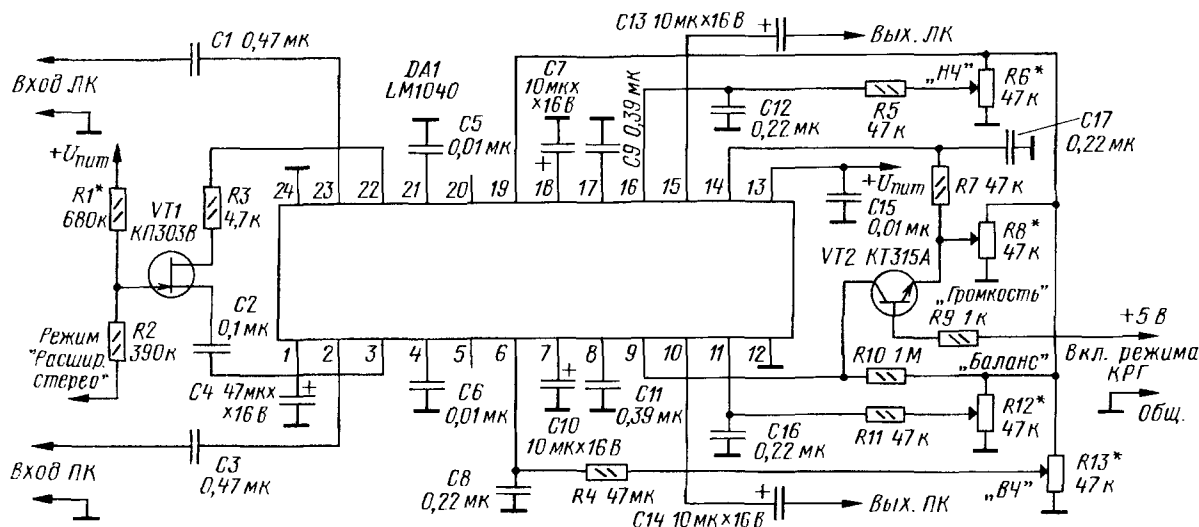 C1 0,47мк
Вход ЛК
DA1
LM1040
C13 10мк×16В
+
Вых. ЛК
C7
10мк×
×16В
+
C9 0,39 мк
"НЧ"
R6*
47к
C12
0,22мк
R5
47к
C17
0,22мк
C5
0,01мк
+Uпит
R1*
680к
VT1
КП303В
R3
4,7к
24
23
22
21
20
19
18
17
16
15
14
13
+Uпит
R7 47к
C15
0,01мк
R8*
47к
VT2 КТ315А
"Громкость"
R9 1к
+5 В
Вкл. режима
КРГ
Общ.
C2
0,1мк
R2
390к
Режим
"Расшир.
стерео"
1
2
3
4
5
6
7
8
9
10
11
12
R10 1М
"Баланс"
C4 47мк×
×16В
+
C6
0,01мк
+
C10
10мк×16В
C11
0,39мк
R12*
47к
R11 47к
C16
0,22мк
C3
0,47мк
Вход ПК
C8
0,22мк
R4 47мк
"ВЧ"
R13*
47к
+
C14 10мк×16В
Вых. ПК